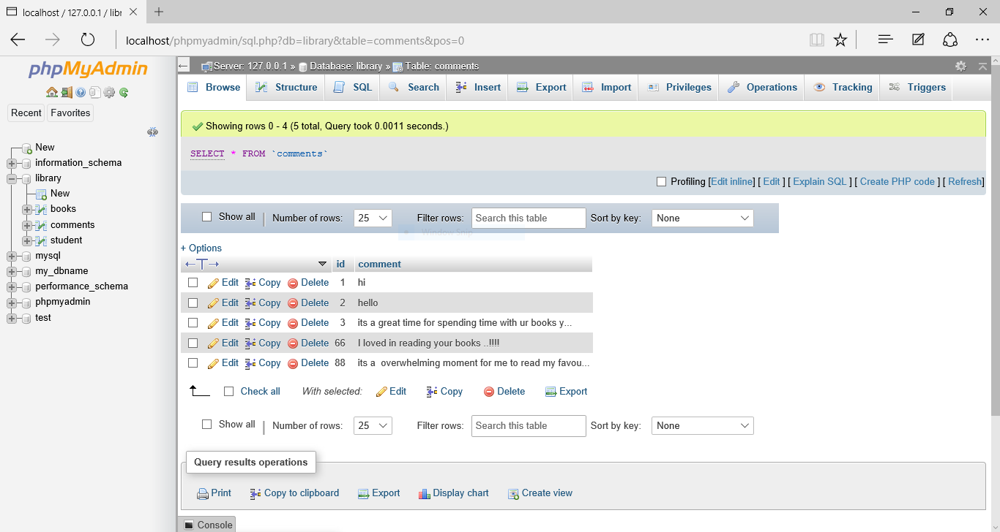 localhost / 127.0.0.1 / libr
localhost/phpmyadmin/sql.php?db=library&table=comments&pos=0
phpMyAdmin
Recent Favorites
New
information_schema
library
New
books
comments
student
mysql
my_dbname
performance_schema
phpmyadmin
test
Server: 127.0.0.1 » Database: library » Table: comments
Browse Structure SQL Search Insert Export Import Privileges Operations Tracking Triggers
Showing rows 0 - 4 (5 total, Query took 0.0011 seconds.)
SELECT * FROM `comments`
Profiling [Edit inline] [ Edit ] [ Explain SQL ] [ Create PHP code ] [ Refresh]
Show all | Number of rows: 25 Filter rows: Search this table Sort by key: None
Window Snip
+ Options
←T→ id comment
Edit Copy Delete 1 hi
Edit Copy Delete 2 hello
Edit Copy Delete 3 its a great time for spending time with ur books y...
Edit Copy Delete 66 I loved in reading your books ..!!!!
Edit Copy Delete 88 its a  overwhelming moment for me to read my favou...
Check all With selected: Edit Copy Delete Export
Show all | Number of rows: 25 Filter rows: Search this table Sort by key: None
Query results operations
Print Copy to clipboard Export Display chart Create view
Console